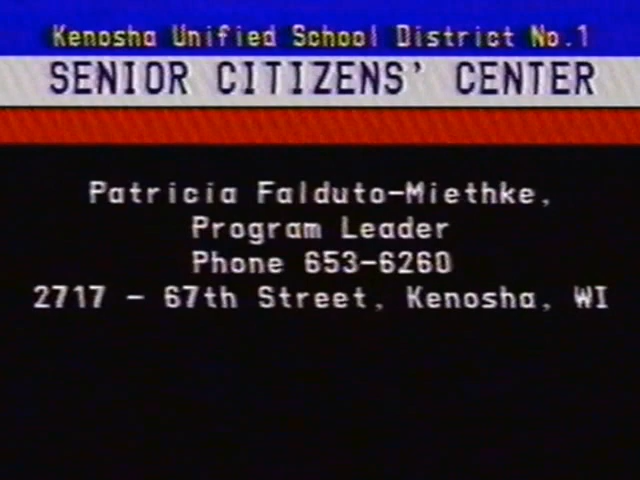 Kenosha Unified School District No.1
SENIOR CITIZENS' CENTER
Patricia Falduto-Miethke,
Program Leader
Phone 653-6260
2717 - 67th Street, Kenosha, WI